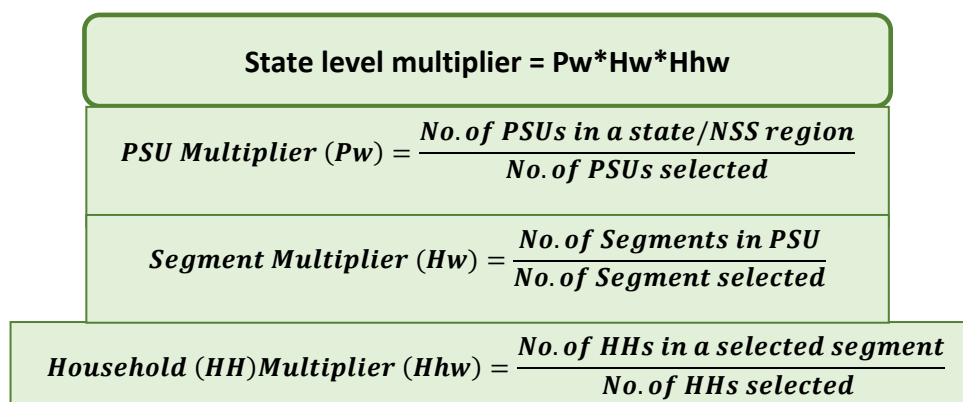 State level multiplier = Pw*Hw*Hhw
PSU Multiplier (Pw) = No. of PSUs in a state/NSS region
No. of PSUs selected
Segment Multiplier (Hw) = No. of Segments in PSU
No. of Segment selected
Household (HH)Multiplier (Hhw) = No. of HHs in a selected segment
No. of HHs selected